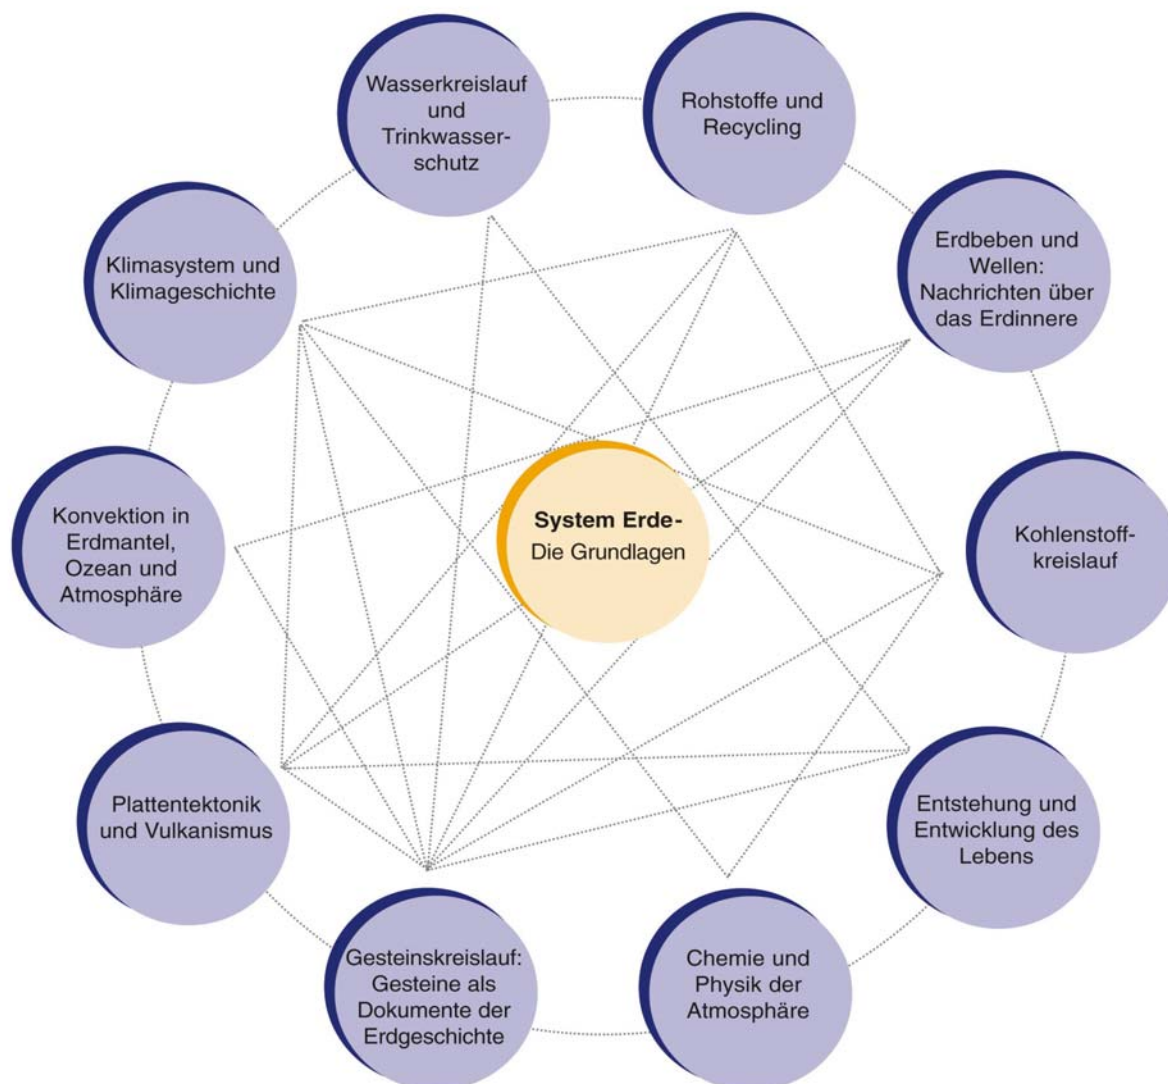 Wasserkreislauf
und
Trinkwasser-
schutz
Rohstoffe und
Recycling
Erdbeben und
Wellen:
Nachrichten über
das Erdinnere
Klimasystem und
Klimageschichte
Konvektion in
Erdmantel,
Ozean und
Atmosphäre
System Erde-
Die Grundlagen
Kohlenstoff-
kreislauf
Plattentektonik
und Vulkanismus
Entstehung und
Entwicklung des
Lebens
Gesteinskreislauf:
Gesteine als
Dokumente der
Erdgeschichte
Chemie und
Physik der
Atmosphäre